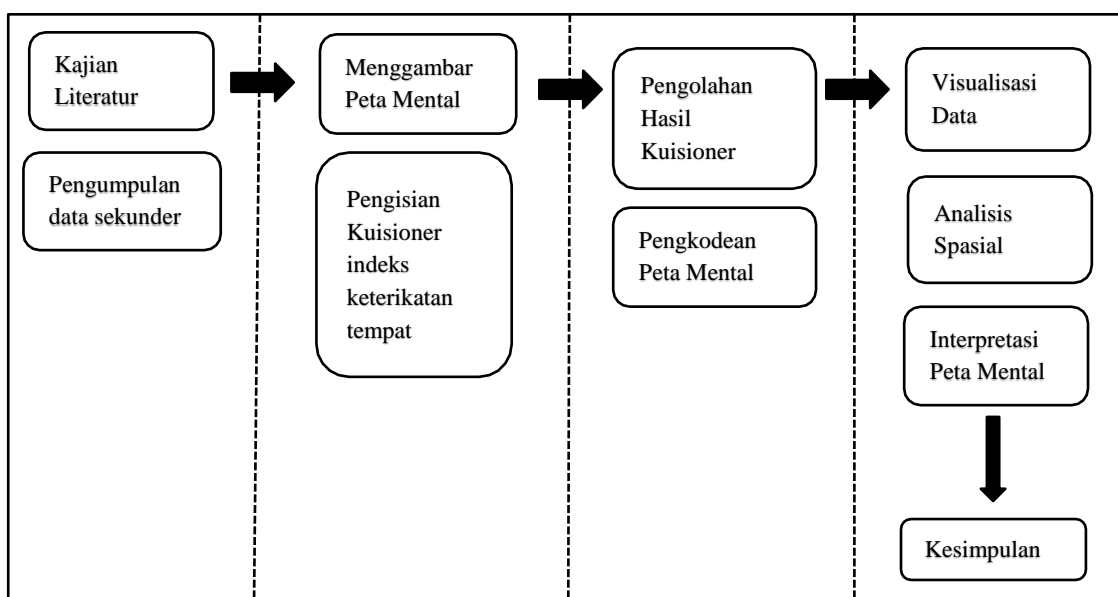 Kajian
Literatur
Pengumpulan
data sekunder
Menggambar
Peta Mental
Pengisian
Kuisioner
indeks
keterikatan
tempat
Pengolahan
Hasil
Kuisioner
Pengkodean
Peta Mental
Visualisasi
Data
Analisis
Spasial
Interpretasi
Peta Mental
Kesimpulan